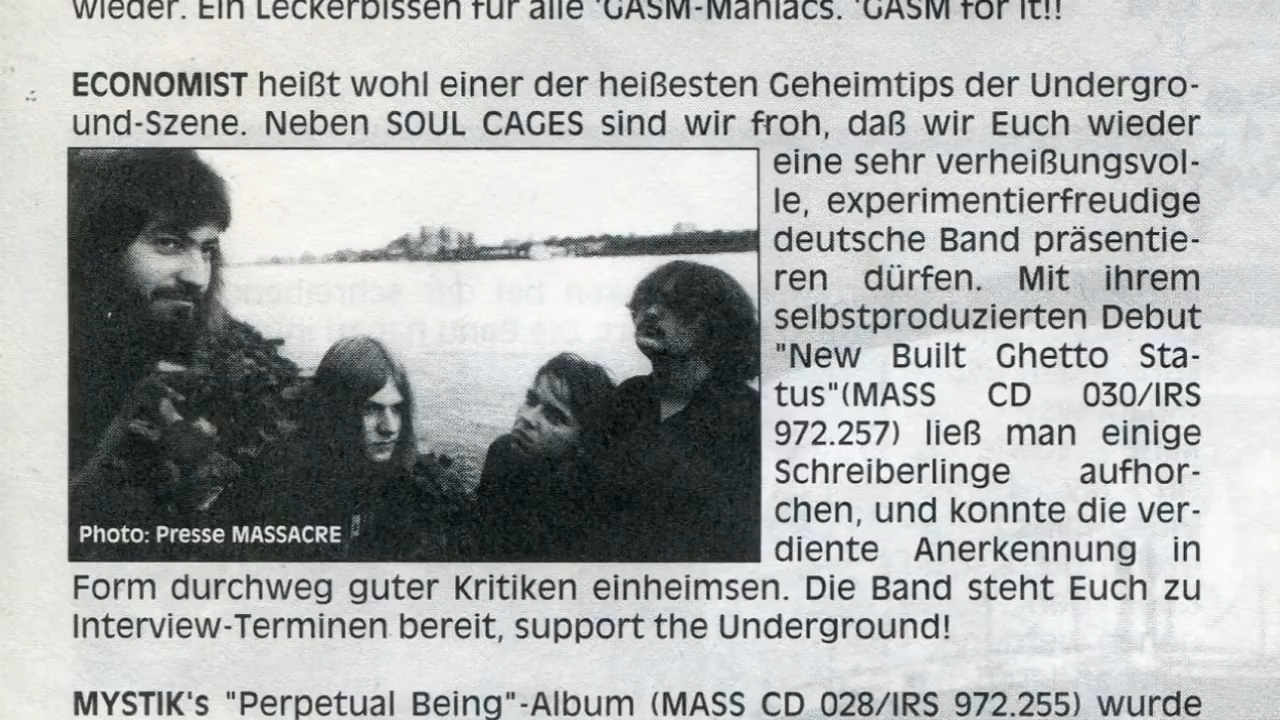 wieder. Ein Leckerbissen für alle 'GASM-Maniacs. 'GASM for it!!
ECONOMIST heißt wohl einer der heißesten Geheimtips der Undergro-
und-Szene. Neben SOUL CAGES sind wir froh, daß wir Euch wieder
eine sehr verheißungsvol-
le, experimentierfreudige
deutsche Band präsentie-
ren dürfen. Mit ihrem
selbstproduzierten Debut
"New Built Ghetto Sta-
tus"(MASS CD 030/IRS
972.257) ließ man einige
Schreiberlinge aufhor-
chen, und konnte die ver-
diente Anerkennung in
Photo: Presse MASSACRE
Form durchweg guter Kritiken einheimsen. Die Band steht Euch zu
Interview-Terminen bereit, support the Underground!
MYSTIK's "Perpetual Being"-Album (MASS CD 028/IRS 972.255) wurde